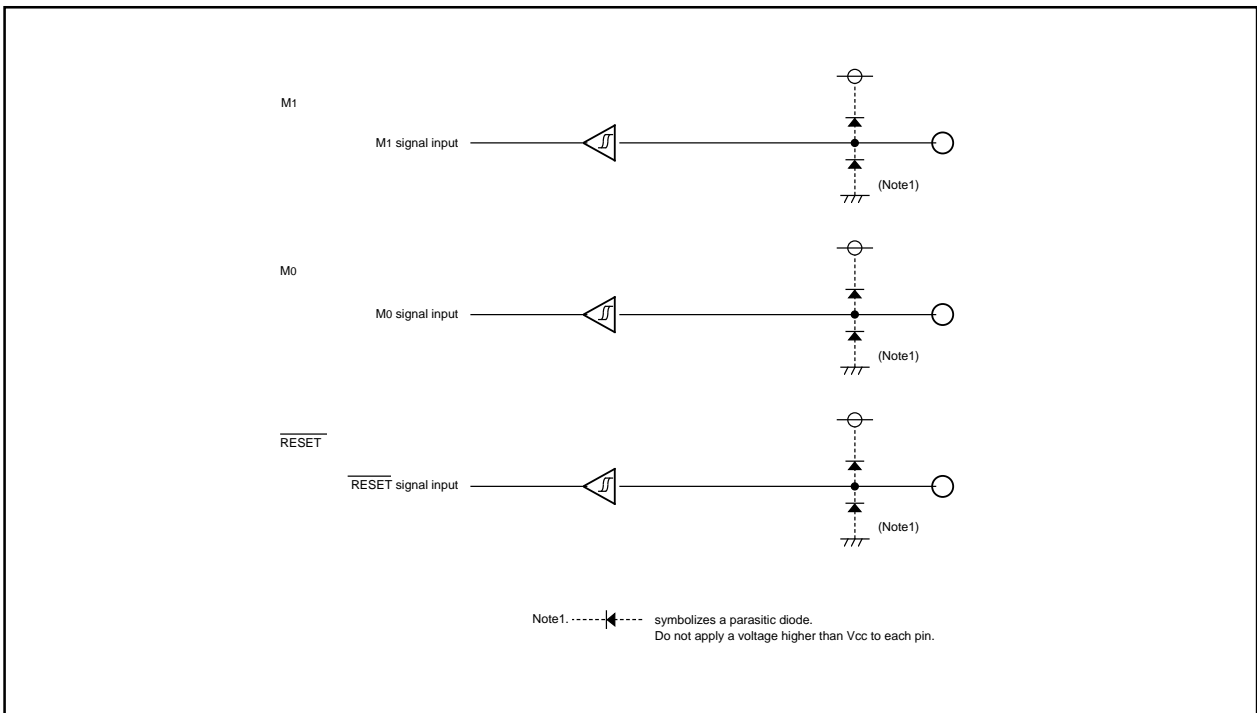 M1
M1 signal input
(Note1)
M0
M0 signal input
(Note1)
RESET
RESET signal input
(Note1)
Note1. symbolizes a parasitic diode.
Do not apply a voltage higher than Vcc to each pin.